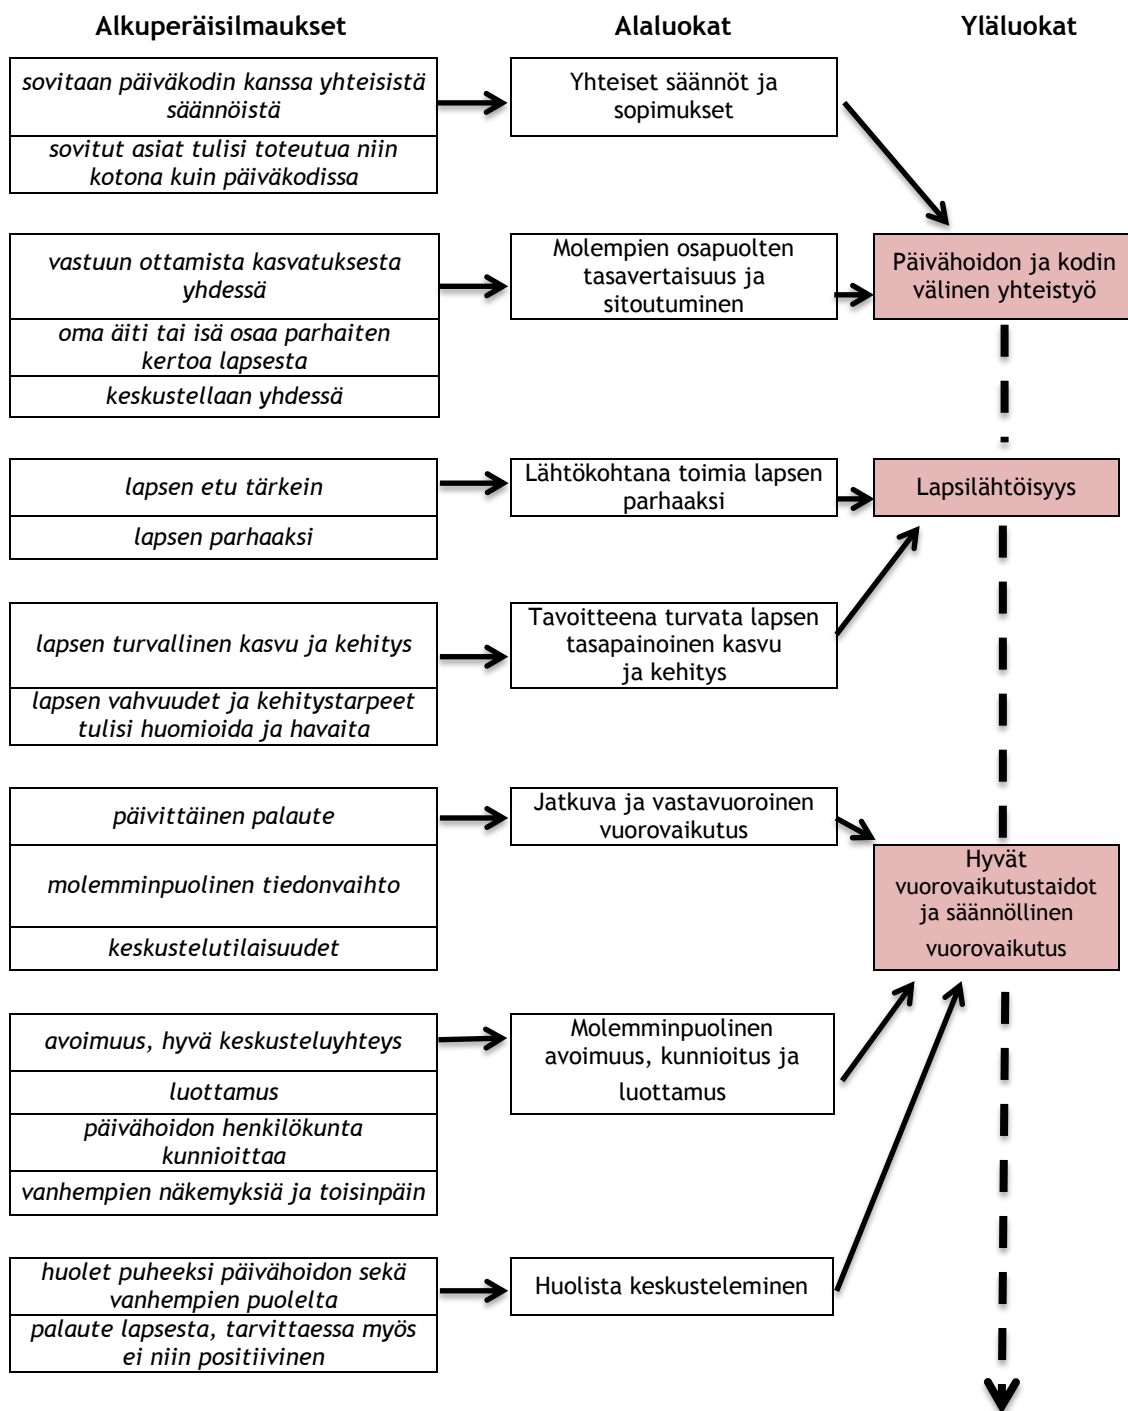 Alkuperäisilmaukset
Alaluokat
Yläluokat
sovitaan päiväkodin kanssa yhteisistä
säännöistä
sovitut asiat tulisi toteutua niin
kotona kuin päiväkodissa
Yhteiset säännöt ja
sopimukset
vastuun ottamista kasvatuksesta
yhdessä
oma äiti tai isä osaa parhaiten
kertoa lapsesta
keskustellaan yhdessä
Molempien osapuolten
tasavertaisuus ja
sitoutuminen
Päivähoidon ja kodin
välinen yhteistyö
lapsen etu tärkein
lapsen parhaaksi
Lähtökohtana toimia lapsen
parhaaksi
Lapsilähtöisyys
lapsen turvallinen kasvu ja kehitys
lapsen vahvuudet ja kehitystarpeet
tulisi huomioida ja havaita
Tavoitteena turvata lapsen
tasapainoinen kasvu
ja kehitys
päivittäinen palaute
molemminpuolinen tiedonvaihto
keskustelutilaisuudet
Jatkuva ja vastavuoroinen
vuorovaikutus
Hyvät
vuorovaikutustaidot
ja säännöllinen
vuorovaikutus
avoimuus, hyvä keskusteluyhteys
luottamus
päivähoidon henkilökunta
kunnioittaa
vanhempien näkemyksiä ja toisinpäin
Molemminpuolinen
avoimuus, kunnioitus ja
luottamus
huolet puheeksi päivähoidon sekä
vanhempien puolelta
palaute lapsesta, tarvittaessa myös
ei niin positiivinen
Huolista keskusteleminen